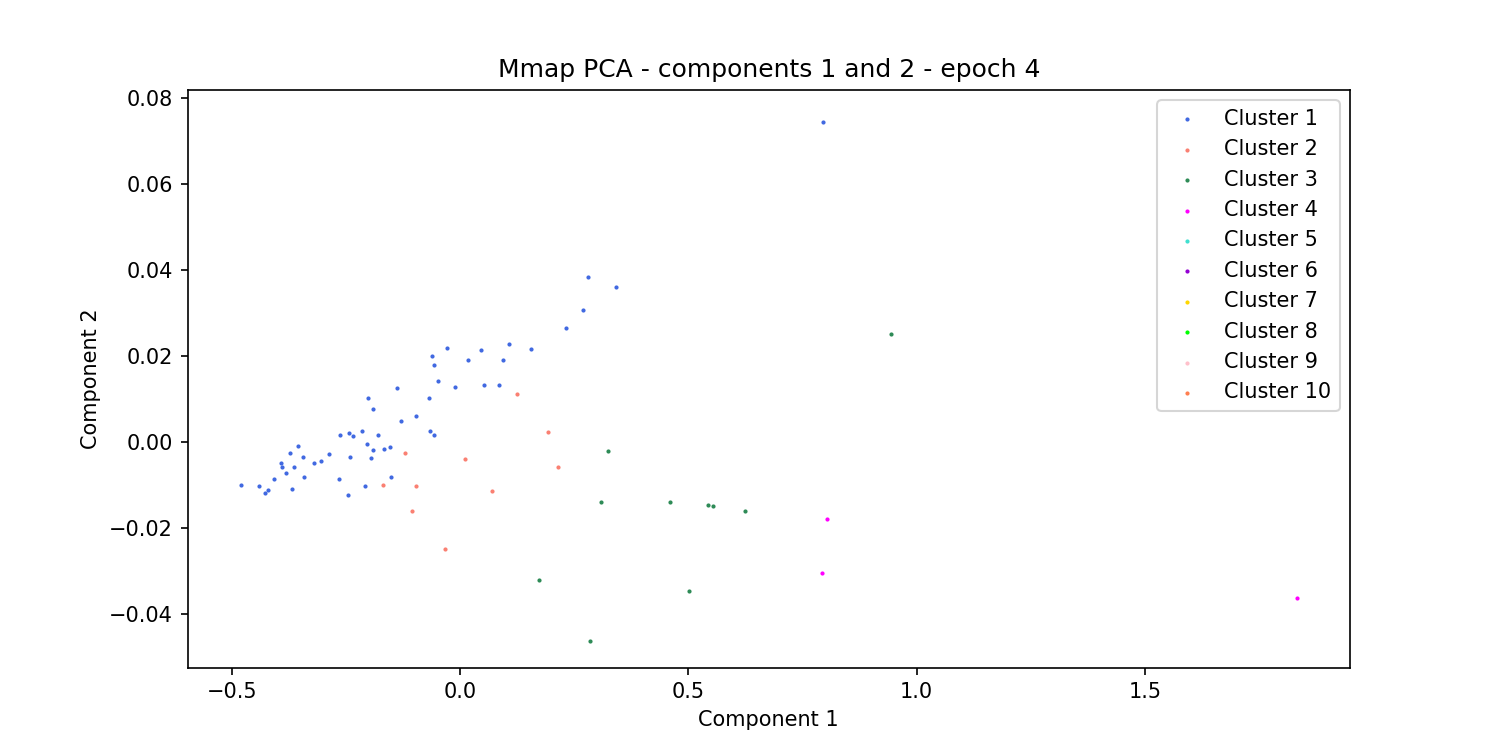 Mmap PCA - components 1 and 2 - epoch 4
Cluster 1
Cluster 2
Cluster 3
Cluster 4
Cluster 5
Cluster 6
Cluster 7
Cluster 8
Cluster 9
Cluster 10
0.08
0.06
0.04
0.02
0.00
−0.02
−0.04
Component 2
−0.5
0.0
0.5
1.0
1.5
Component 1